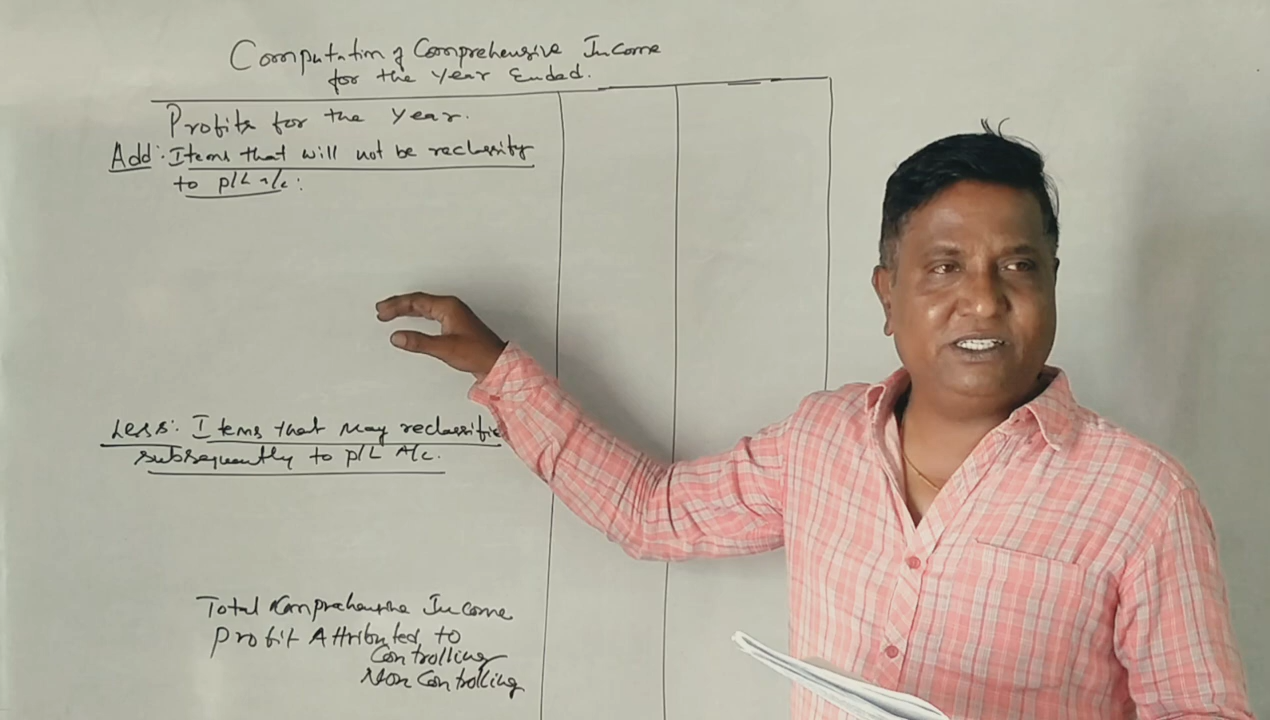 Computation of Comprehensive Income
for the Year Ended.
Profits for the Year.
Add: Items that will not be reclassify
to P/L a/c:
Less: Items that may reclassifie
subsequently to P/L A/c.
Total Comprehensive Income
Profit Attributed to
Controlling
Non Controlling